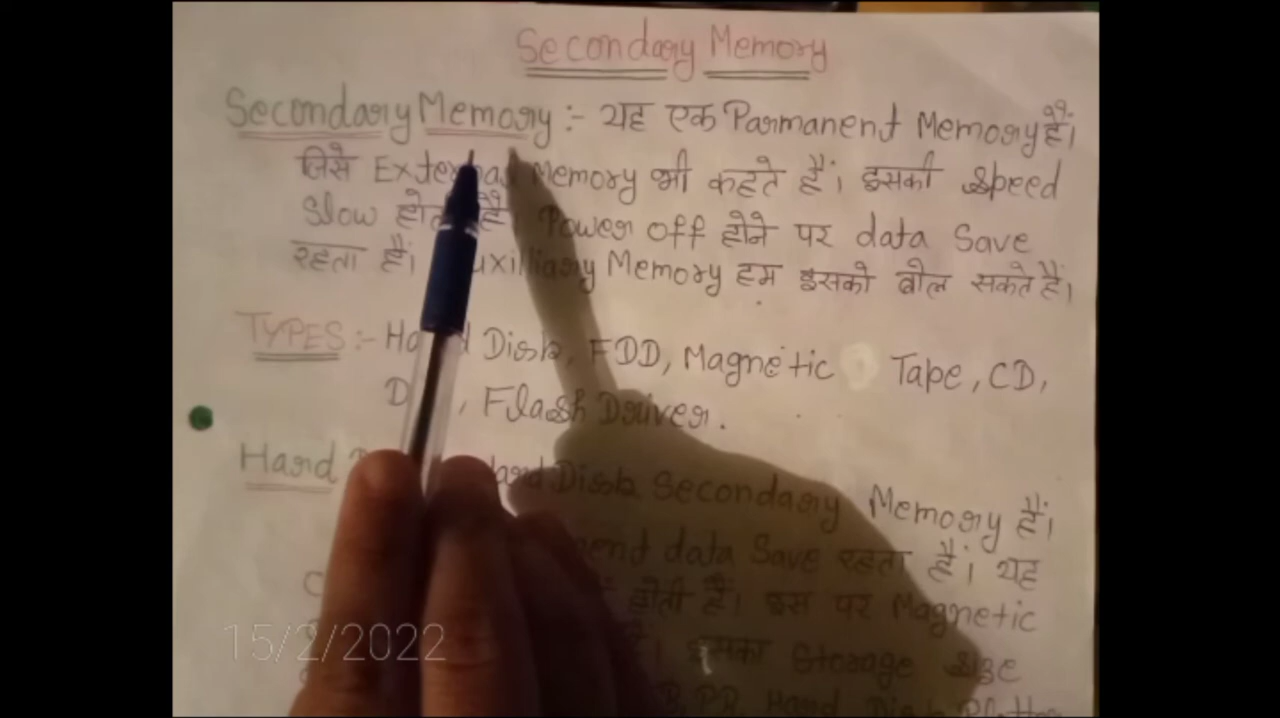 Secondary Memory
Secondary Memory :- यह एक Parmanent Memory है।
जिसे External Memory भी कहते हैं। इसकी Speed
Slow होती है। Power off होने पर data Save
रहता है। Auxilliary Memory हम इसको बोल सकते हैं।
TYPES :- Hard Disk, FDD, Magnetic Tape, CD,
Flash Driver.
Hard Hard Disk Secondary Memory हैं।
data Save रहता हैं। यह
होती हैं। इस पर Magnetic
इसका Storage Size
PB, Hard Disk
15/2/2022